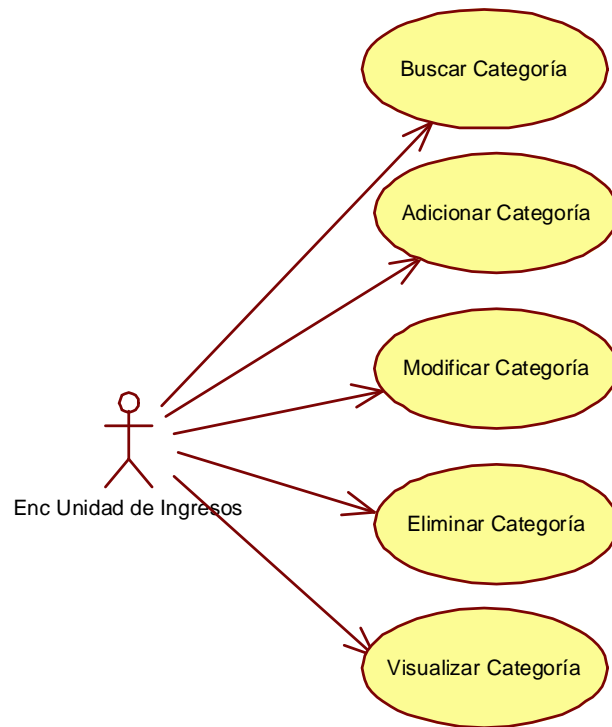 Buscar Categoría
Adicionar Categoría
Modificar Categoría
Enc Unidad de Ingresos
Eliminar Categoría
Visualizar Categoría